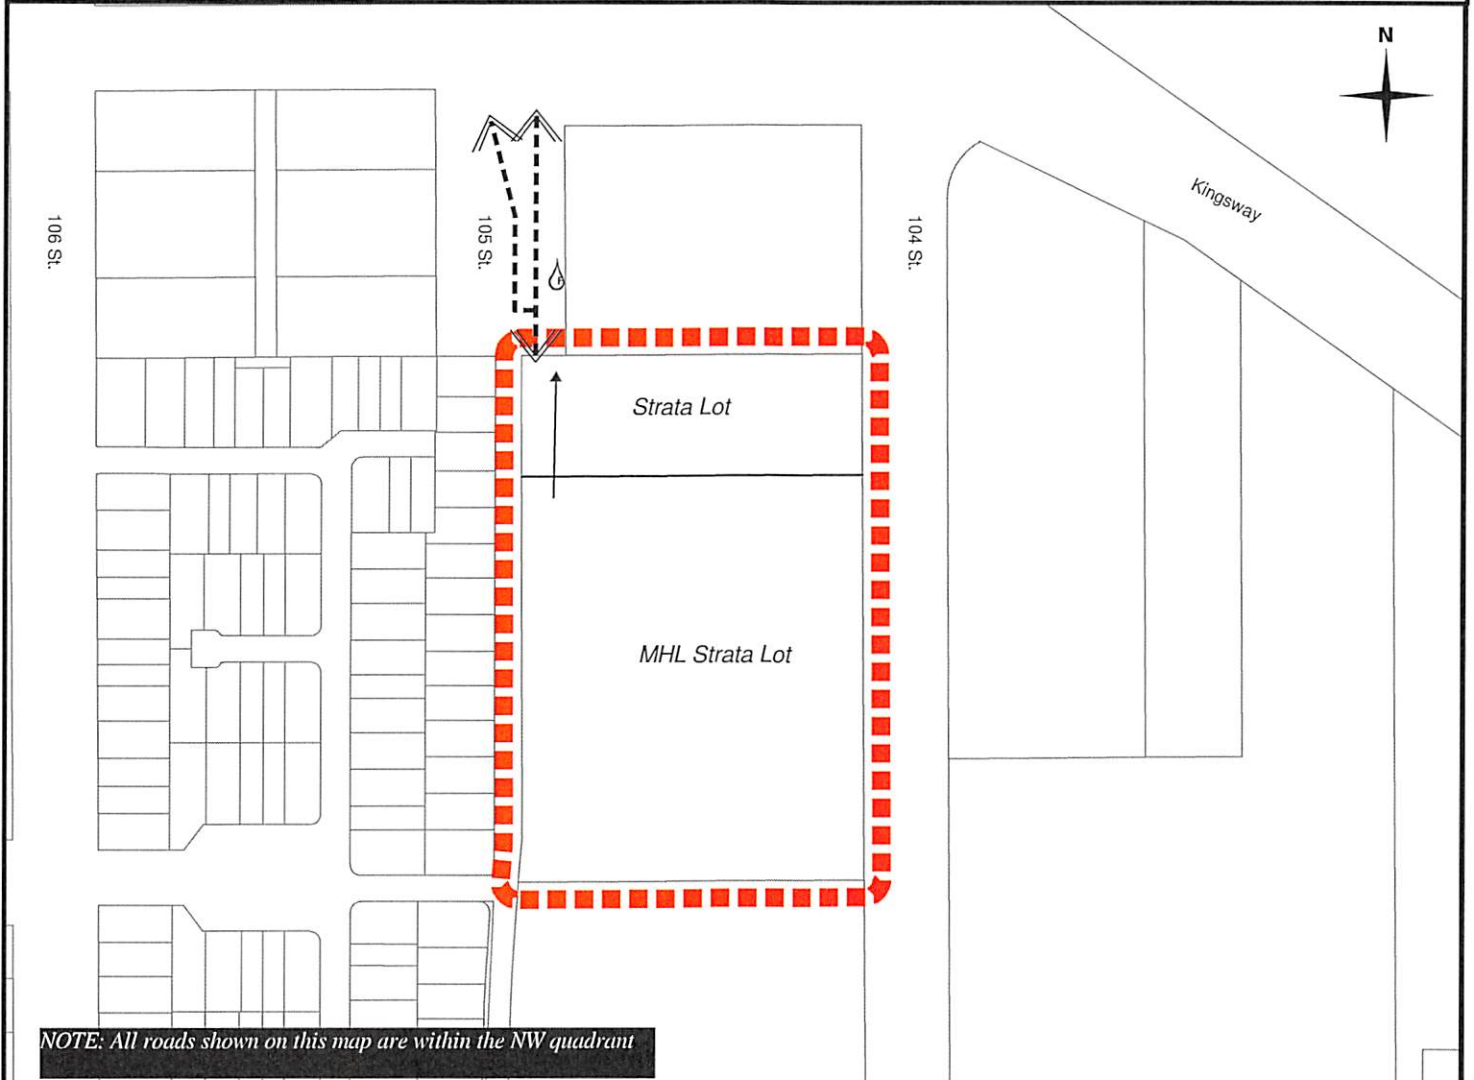 N
Kingsway
106 St.
105 St.
104 St.
F
Strata Lot
MHL Strata Lot
NOTE: All roads shown on this map are within the NW quadrant